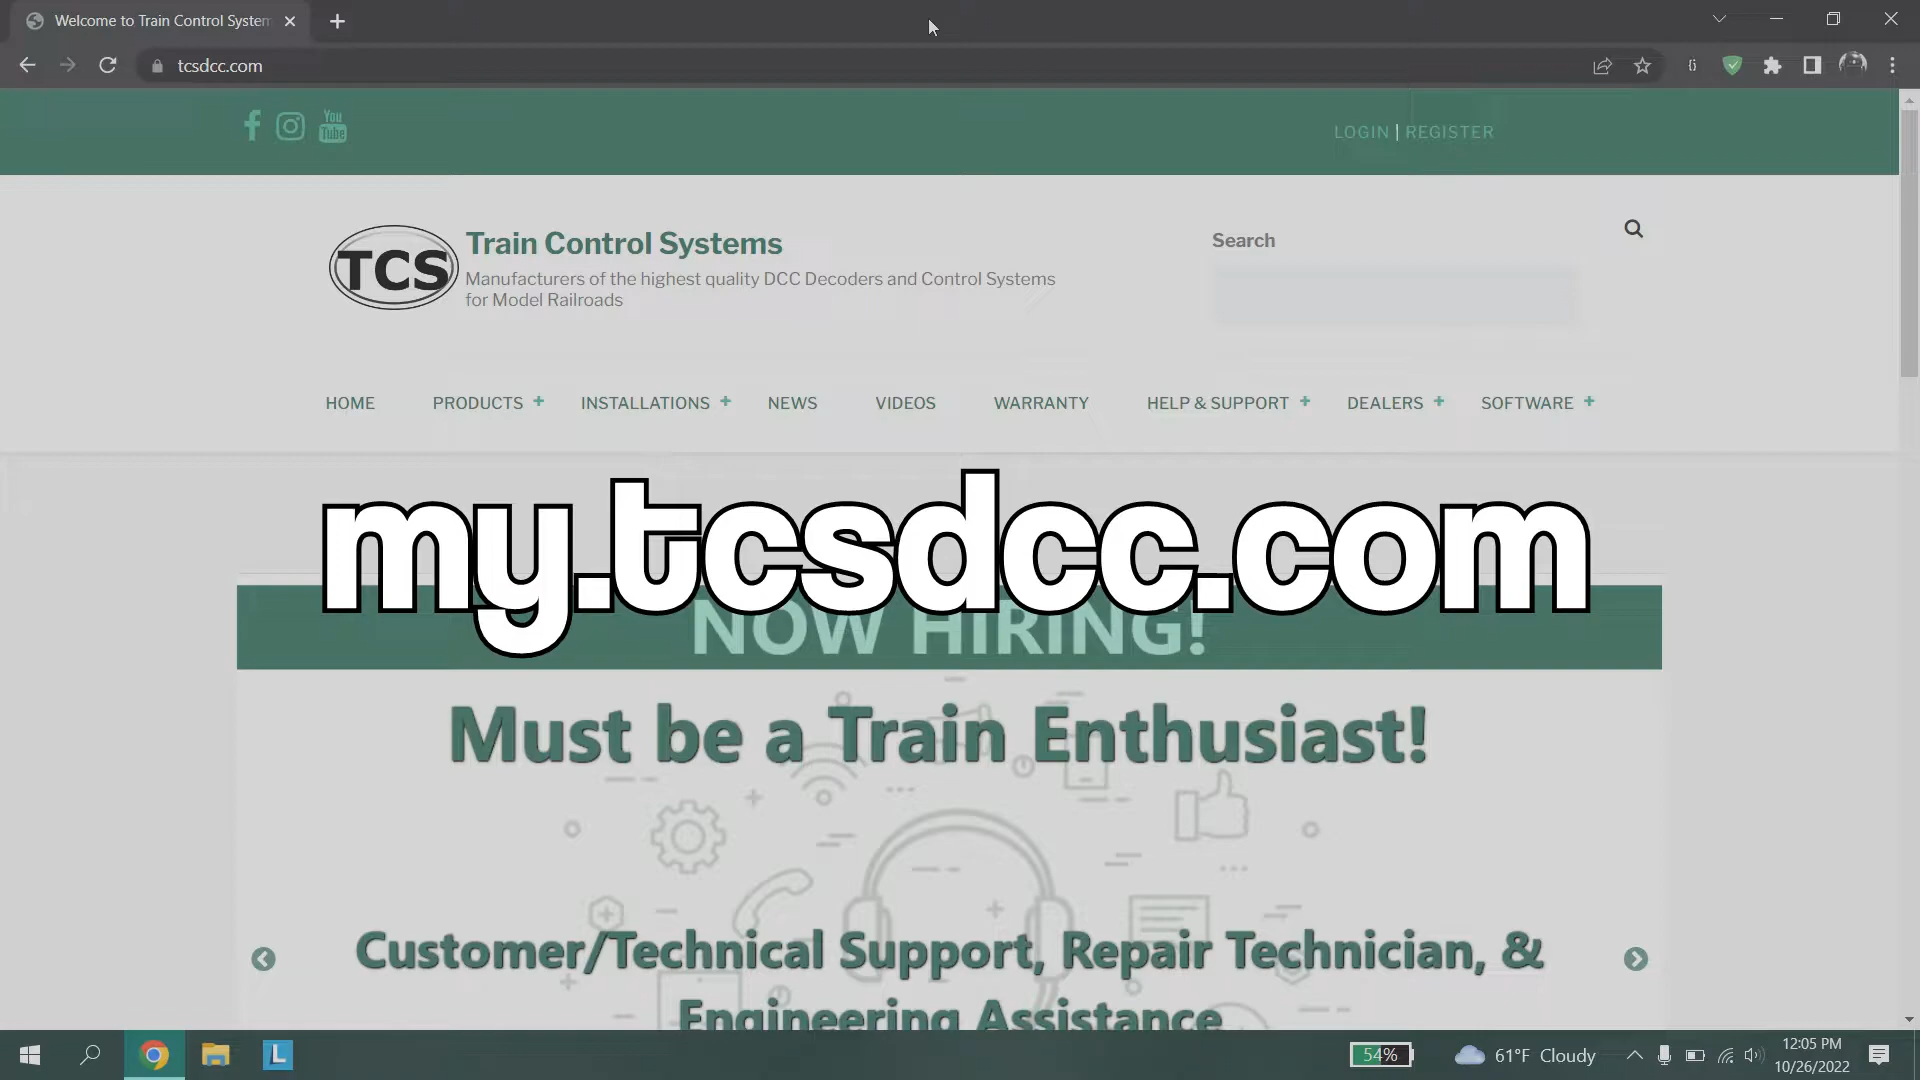 Welcome to Train Control System
tcsdcc.com
You
Tube
LOGIN | REGISTER
TCS
Train Control Systems
Manufacturers of the highest quality DCC Decoders and Control Systems
for Model Railroads
Search
HOME PRODUCTS + INSTALLATIONS + NEWS VIDEOS WARRANTY HELP & SUPPORT + DEALERS + SOFTWARE +
my.tcsdcc.com
NOW HIRING!
Must be a Train Enthusiast!
Customer/Technical Support, Repair Technician, &
Engineering Assistance
L
54%
61°F Cloudy
12:05 PM
10/26/2022